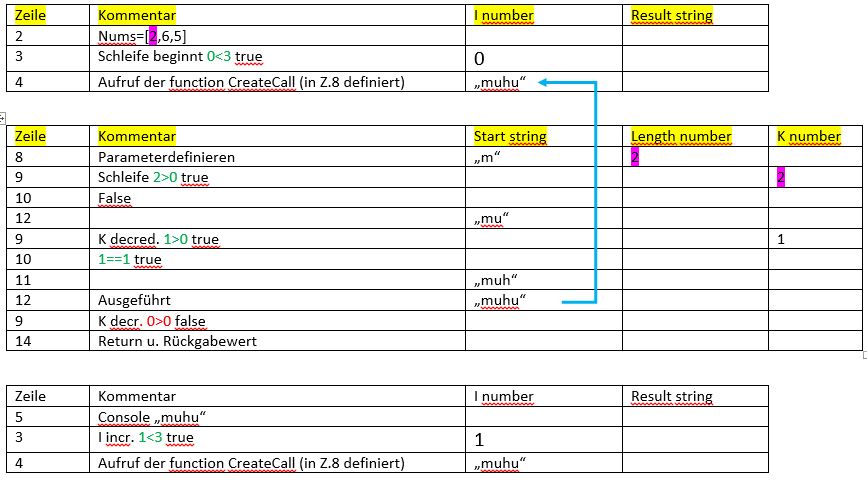 Zeile Kommentar I number Result string
2 Nums=[2,6,5]
3 Schleife beginnt 0<3 true 0
4 Aufruf der function CreateCall (in Z.8 definiert) „muhu“
Zeile Kommentar Start string Length number K number
8 Parameterdefinieren „m“ 2
9 Schleife 2>0 true 2
10 False
12 „mu“
9 K decred. 1>0 true 1
10 1==1 true
11 „muh“
12 Ausgeführt „muhu“
9 K decr. 0>0 false
14 Return u. Rückgabewert
Zeile Kommentar I number Result string
5 Console „muhu“
3 I incr. 1<3 true 1
4 Aufruf der function CreateCall (in Z.8 definiert) „muhu“